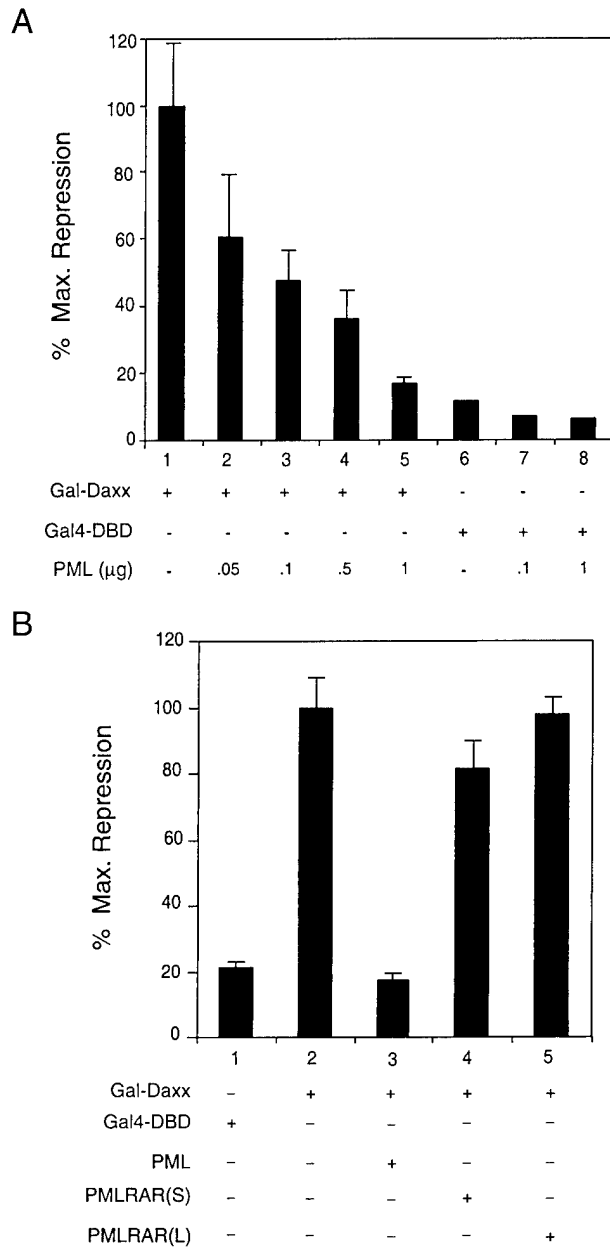 A
120
100
80
60
40
20
0
% Max. Repression
1 2 3 4 5 6 7 8
Gal-Daxx + + + + + - - -
Gal4-DBD - - - - - + + +
PML (µg) - .05 .1 .5 1 - .1 1
B
120
100
80
60
40
20
0
% Max. Repression
1 2 3 4 5
Gal-Daxx – + + + +
Gal4-DBD + – – – –
PML – – + – –
PMLRAR(S) – – – + –
PMLRAR(L) – – – – +